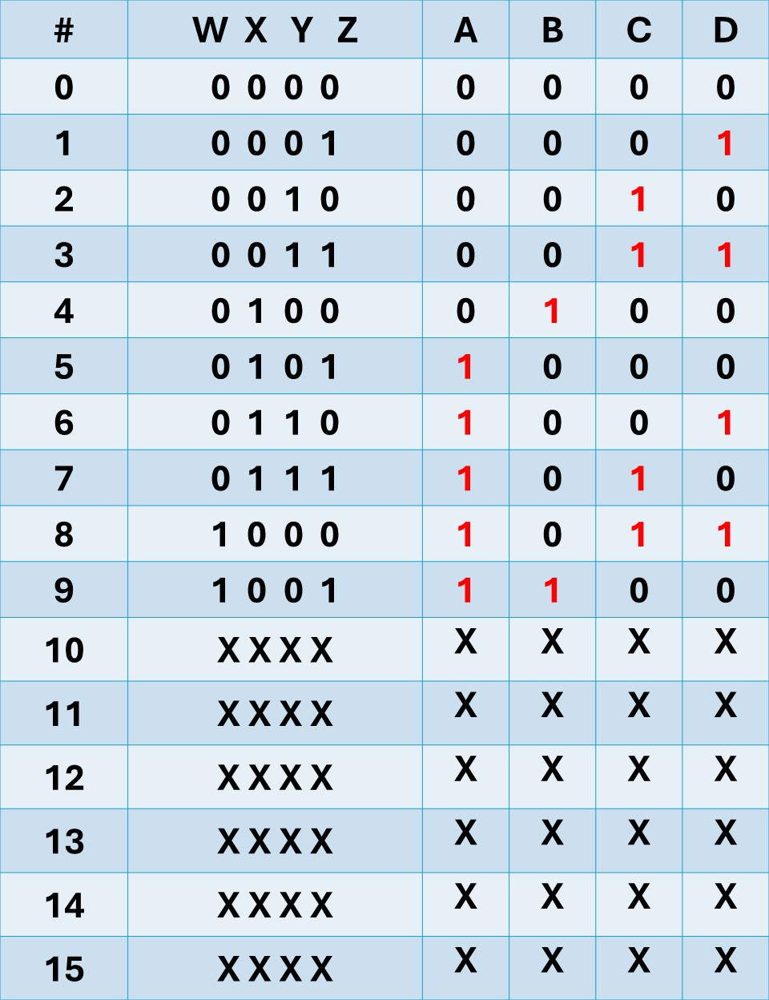 # W X Y Z A B C D
0 0 0 0 0 0 0 0 0
1 0 0 0 1 0 0 0 1
2 0 0 1 0 0 0 1 0
3 0 0 1 1 0 0 1 1
4 0 1 0 0 0 1 0 0
5 0 1 0 1 1 0 0 0
6 0 1 1 0 1 0 0 1
7 0 1 1 1 1 0 1 0
8 1 0 0 0 1 0 1 1
9 1 0 0 1 1 1 0 0
10 X X X X X X X X
11 X X X X X X X X
12 X X X X X X X X
13 X X X X X X X X
14 X X X X X X X X
15 X X X X X X X X